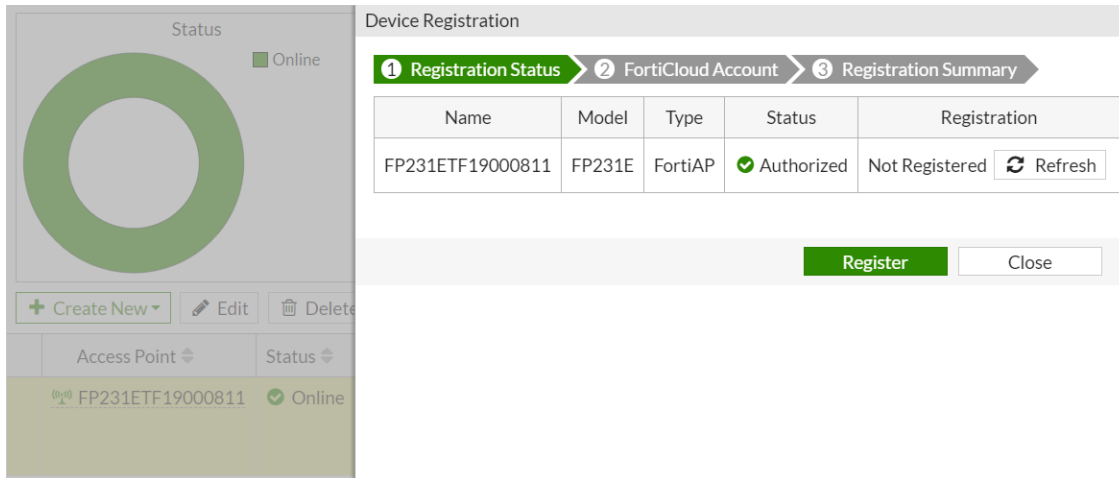 Status
Online
Create New
Edit
Delete
Access Point
Status
FP231ETF19000811
Online
Device Registration
1 Registration Status
2 FortiCloud Account
3 Registration Summary
Name Model Type Status Registration
FP231ETF19000811 FP231E FortiAP Authorized Not Registered Refresh
Register Close